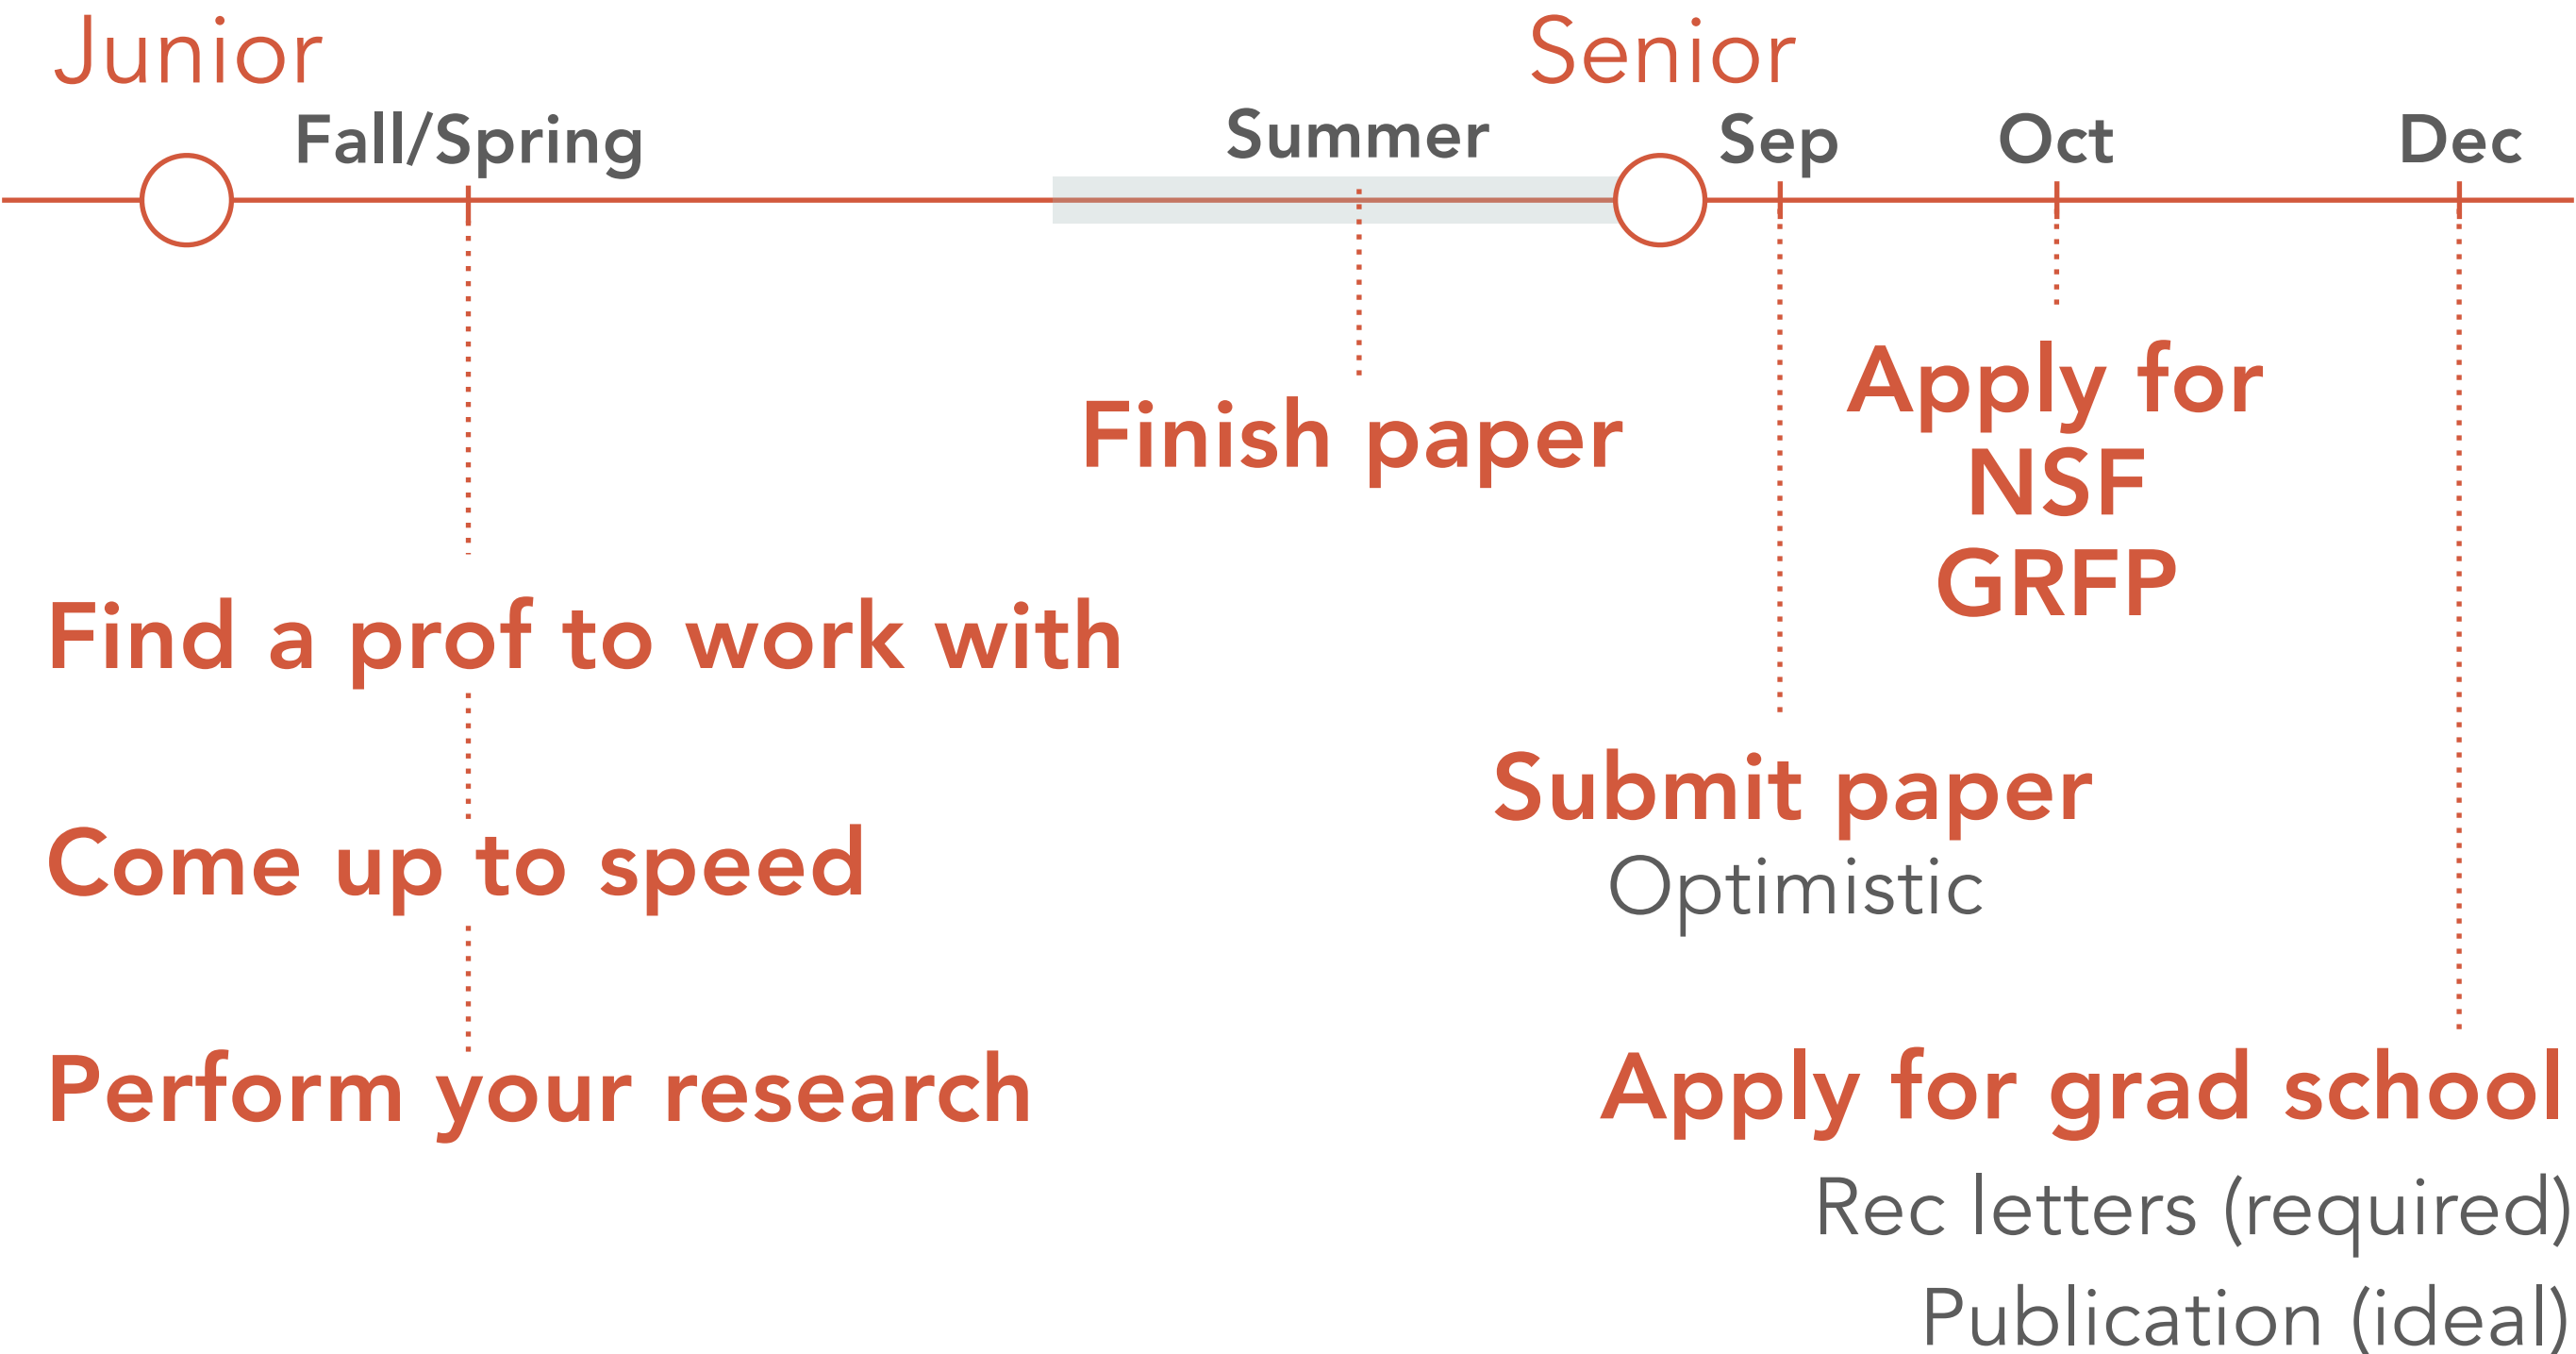 Junior
Senior
Fall/Spring
Summer
Sep
Oct
Dec
Apply for
NSF
GRFP
Finish paper
Find a prof to work with
Submit paper
Optimistic
Come up to speed
Perform your research
Apply for grad school
Rec letters (required)
Publication (ideal)